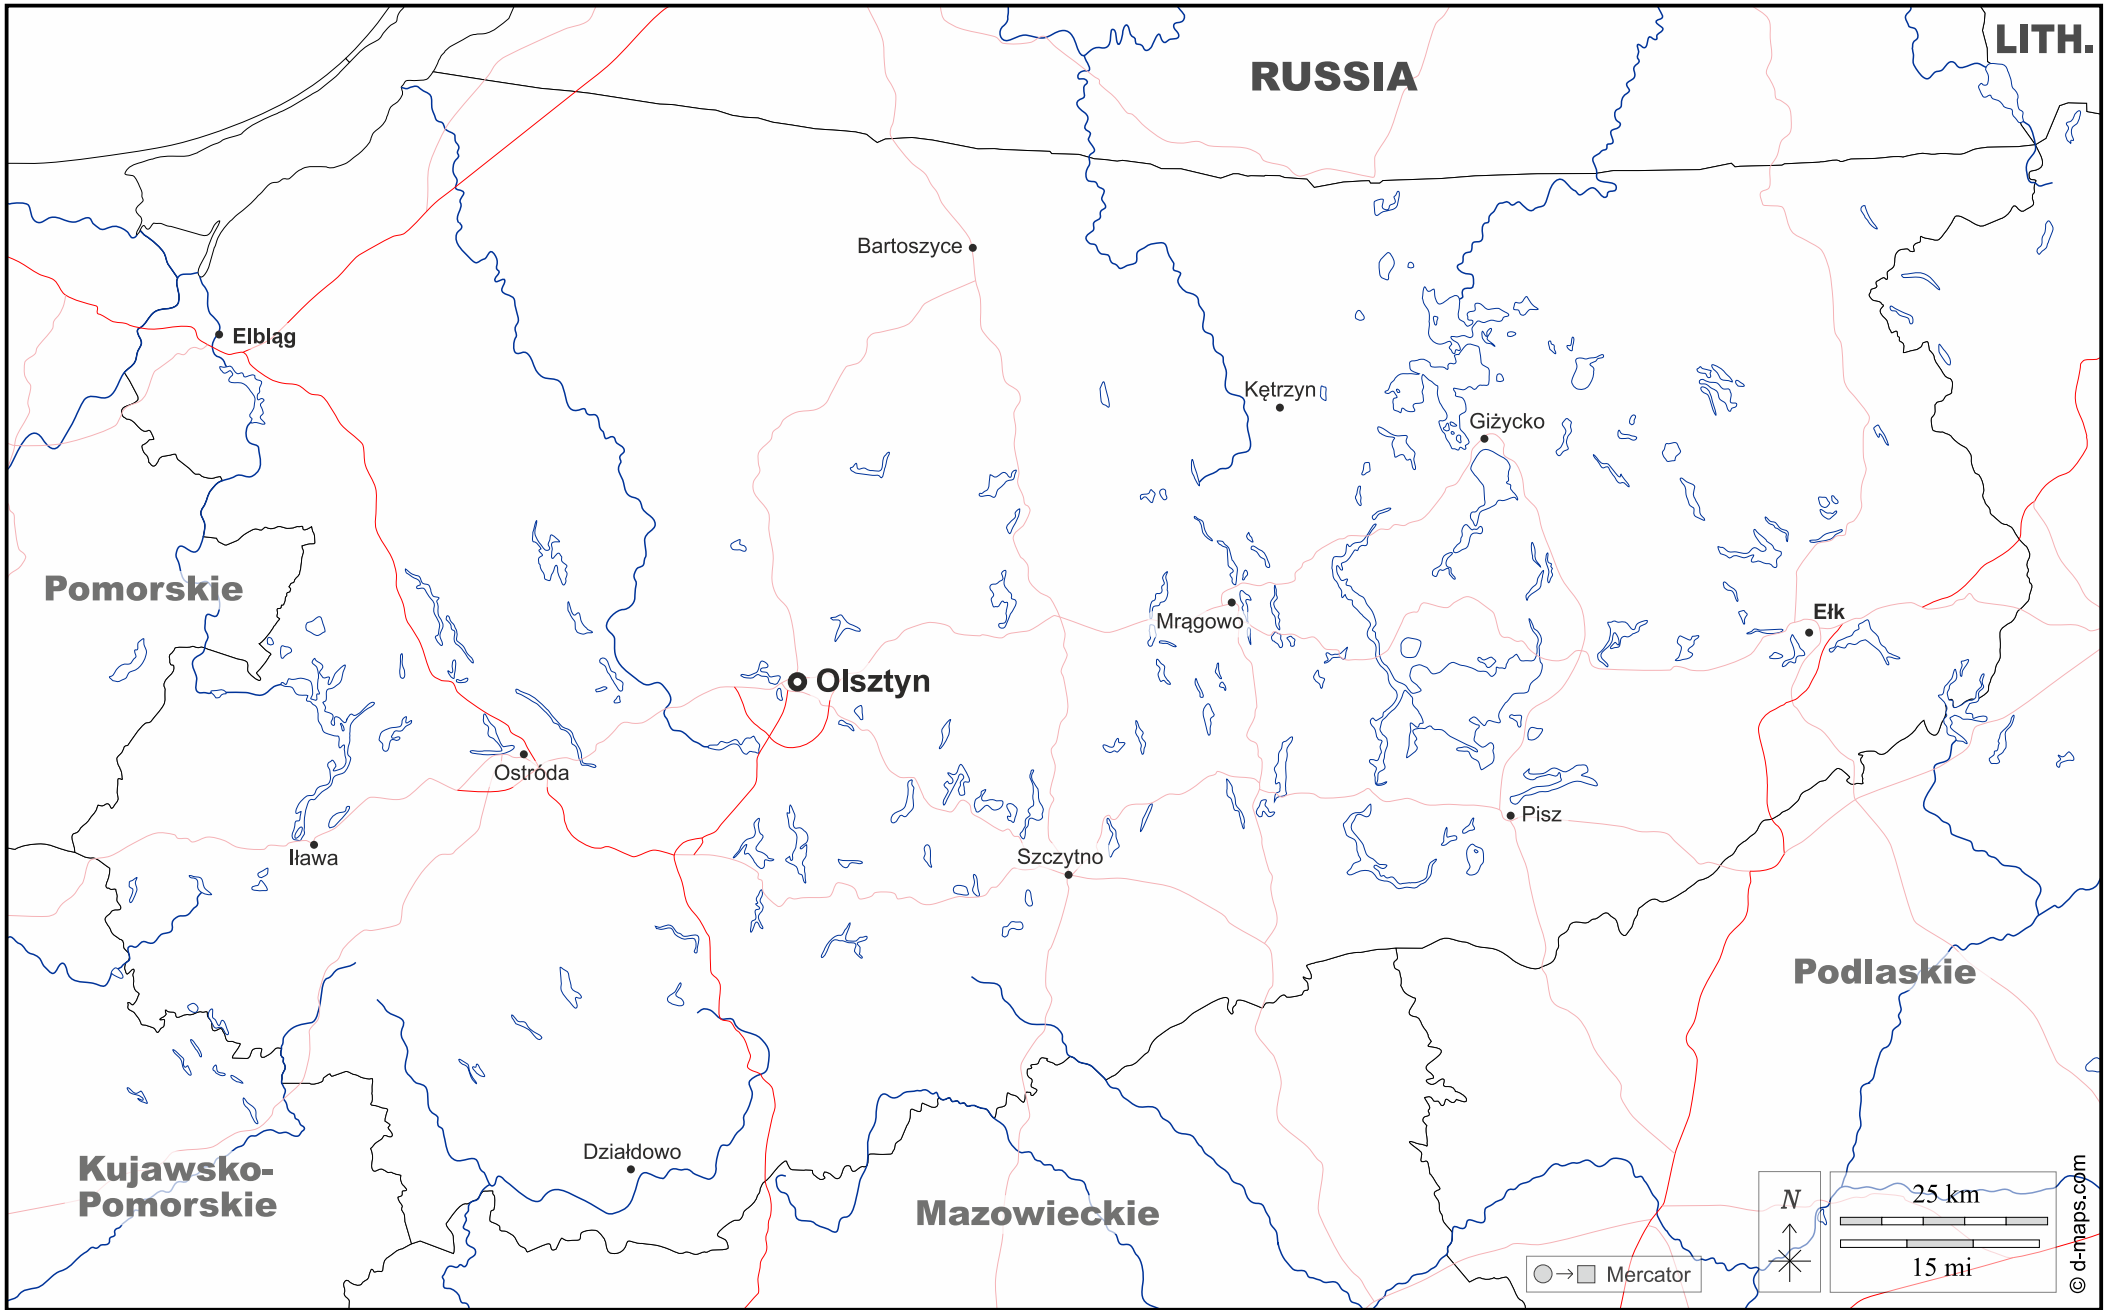 LITH.
RUSSIA
Bartoszyce
Elbląg
Kętrzyn
Giżycko
Pomorskie
Mrągowo
Ełk
Olsztyn
Ostróda
Pisz
Iława
Szczytno
Podlaskie
Działdowo
Kujawsko-
Pomorskie
Mazowieckie
N
25 km
15 mi
Mercator
© d-maps.com